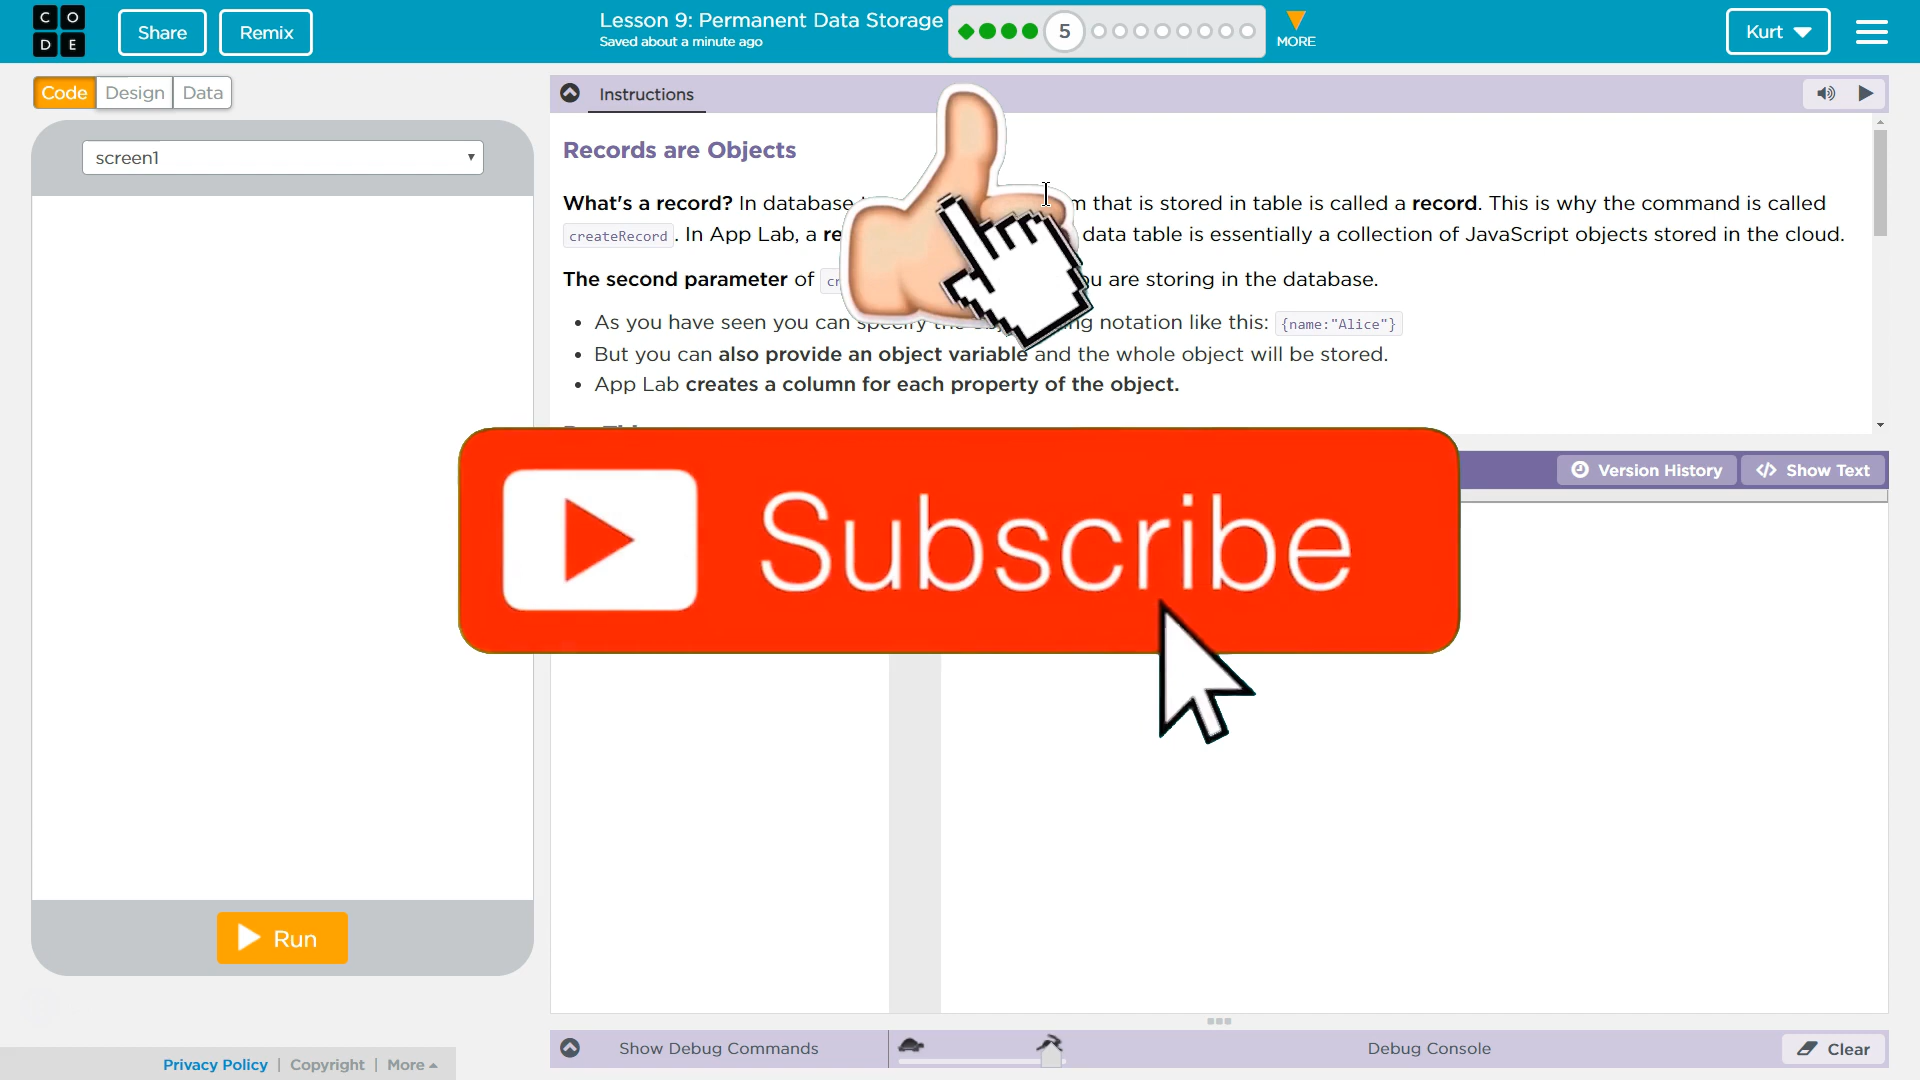 CODE
Share
Remix
Lesson 9: Permanent Data Storage
Saved about a minute ago
5
MORE
Kurt
Code
Design
Data
screen1
Instructions
Records are Objects
What's a record? In database m that is stored in table is called a record. This is why the command is called
createRecord. In App Lab, a re data table is essentially a collection of JavaScript objects stored in the cloud.
The second parameter of cr u are storing in the database.
• As you have seen you can specify the ng notation like this: {name:"Alice"}
• But you can also provide an object variable and the whole object will be stored.
• App Lab creates a column for each property of the object.
Version History
Show Text
Subscribe
Run
Privacy Policy | Copyright | More
Show Debug Commands
Debug Console
Clear